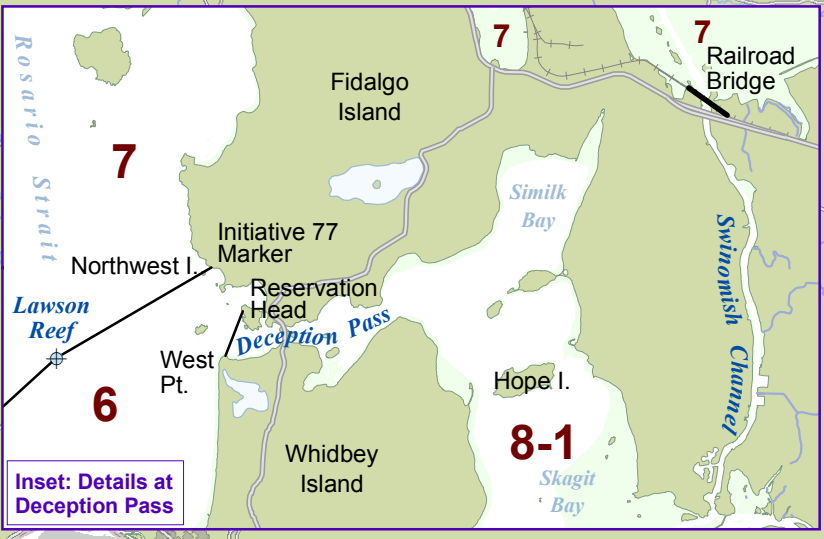 7
7
Railroad
Bridge
Rosario Strait
Fidalgo
Island
7
Similk
Bay
Initiative 77
Marker
Northwest I.
Swinomish Channel
Reservation
Head
Lawson
Reef
Deception Pass
West
Pt.
Hope I.
6
8-1
Whidbey
Island
Inset: Details at
Deception Pass
Skagit
Bay